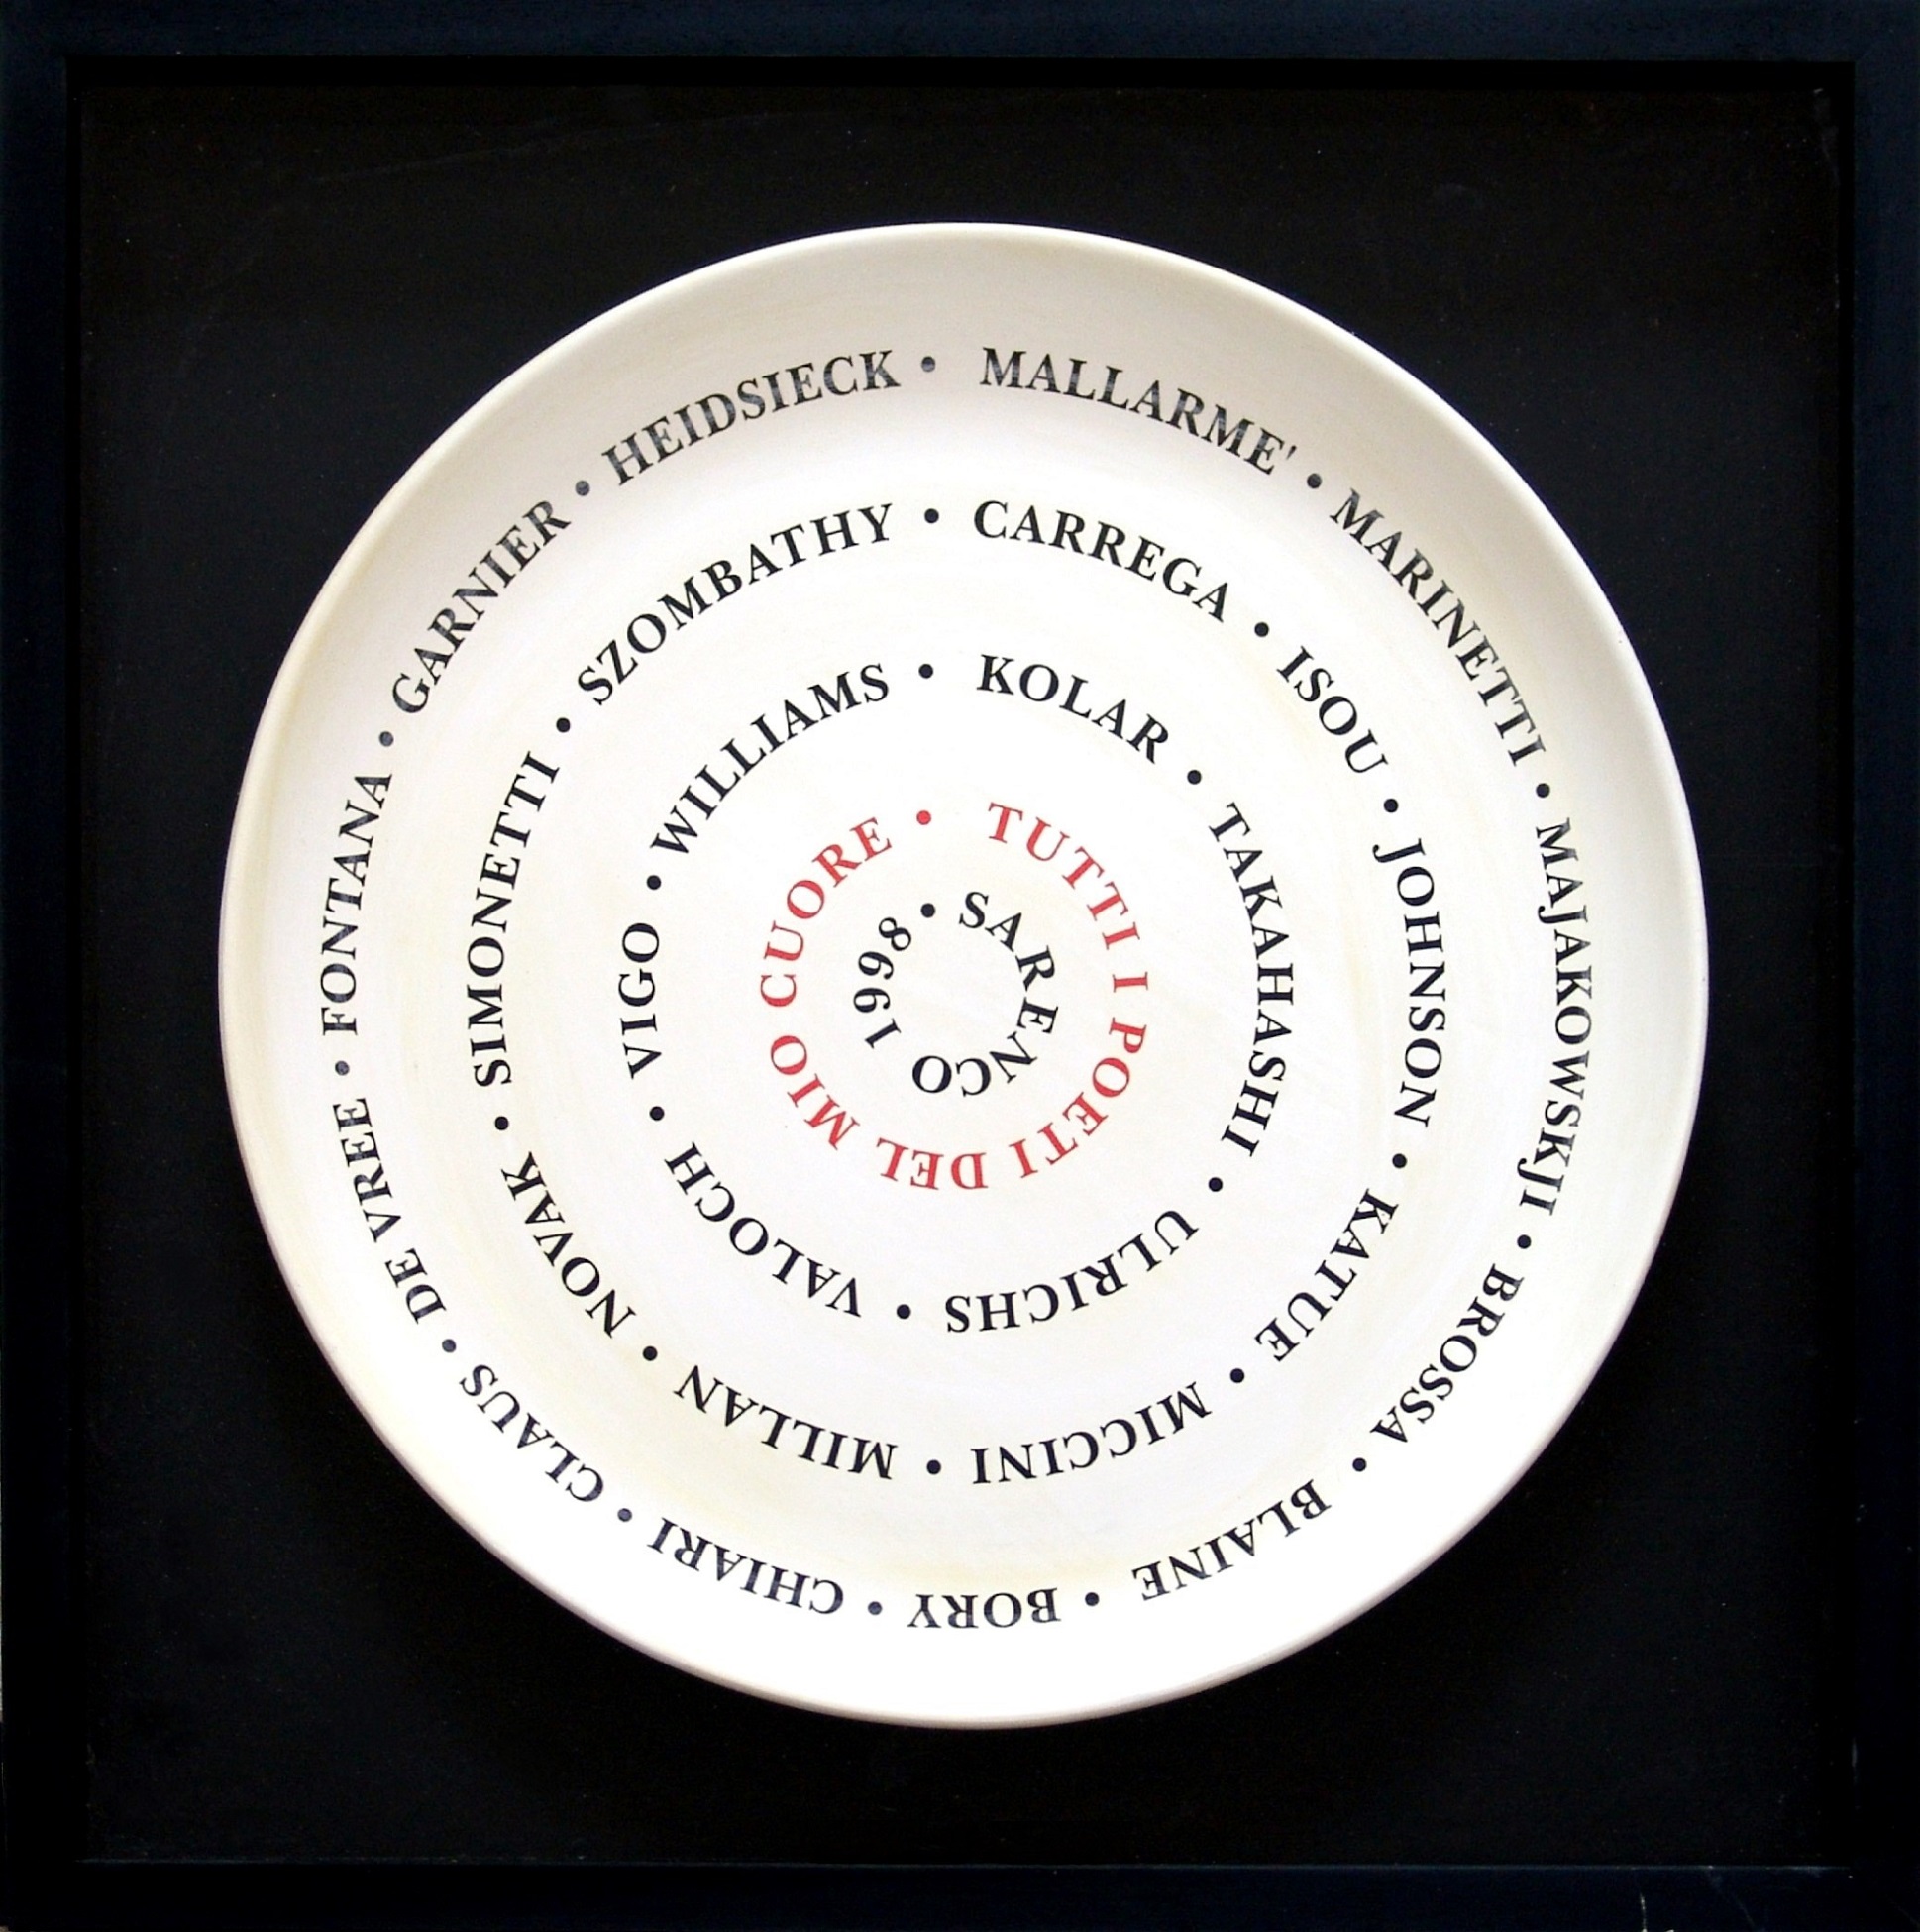 MALLARME' • MARINETTI • MAJAKOWSKJI • BROSSA • BLAINE • BORY • CHIARI • CLAUS • DE VREE • FONTANA • GARNIER • HEIDSIECK •
CARREGA • ISOU • JOHNSON • KATUE • MICCINI • MILLAN • NOVAK • SIMONETTI • SZOMBATHY •
KOLAR • TAKAHASHI • ULRICHS • VALOCH • VIGO • WILLIAMS •
TUTTI I POETI DEL MIO CUORE •
SARENCO 1998 •